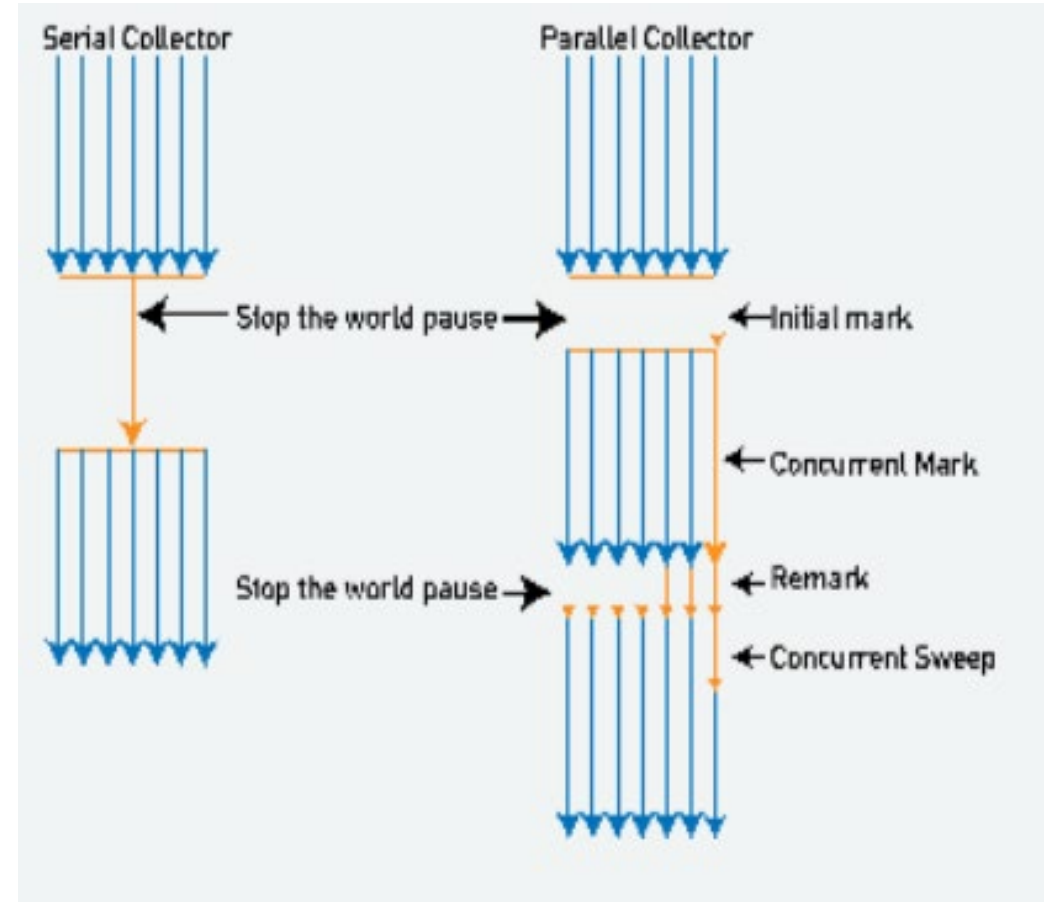 Serial Collector
Parallel Collector
Stop the world pause
Initial mark
Concurrent Mark
Stop the world pause
Remark
Concurrent Sweep